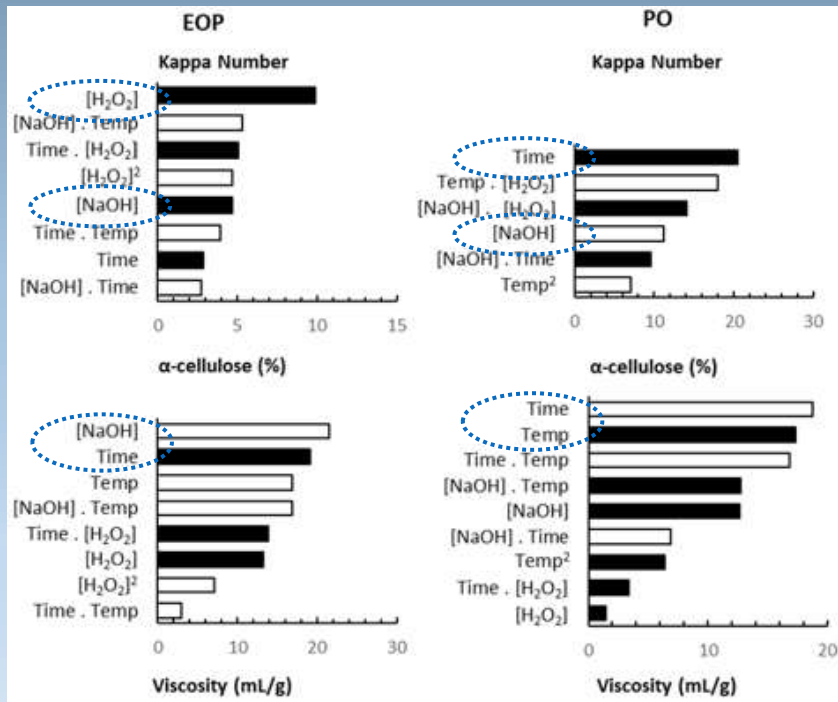 EOP
Kappa Number
[H₂O₂]
[NaOH] . Temp
Time . [H₂O₂]
[H₂O₂]²
[NaOH]
Time . Temp
Time
[NaOH] . Time
0 5 10 15
α-cellulose (%)
[NaOH]
Time
Temp
[NaOH] . Temp
Time . [H₂O₂]
[H₂O₂]
[H₂O₂]²
Time . Temp
0 10 20 30
Viscosity (mL/g)
PO
Kappa Number
Time
Temp . [H₂O₂]
[NaOH] . [H₂O₂]
[NaOH]
[NaOH] . Time
Temp²
0 10 20 30
α-cellulose (%)
Time
Temp
Time . Temp
[NaOH] . Temp
[NaOH]
[NaOH] . Time
Temp²
Time . [H₂O₂]
[H₂O₂]
0 10 20
Viscosity (mL/g)